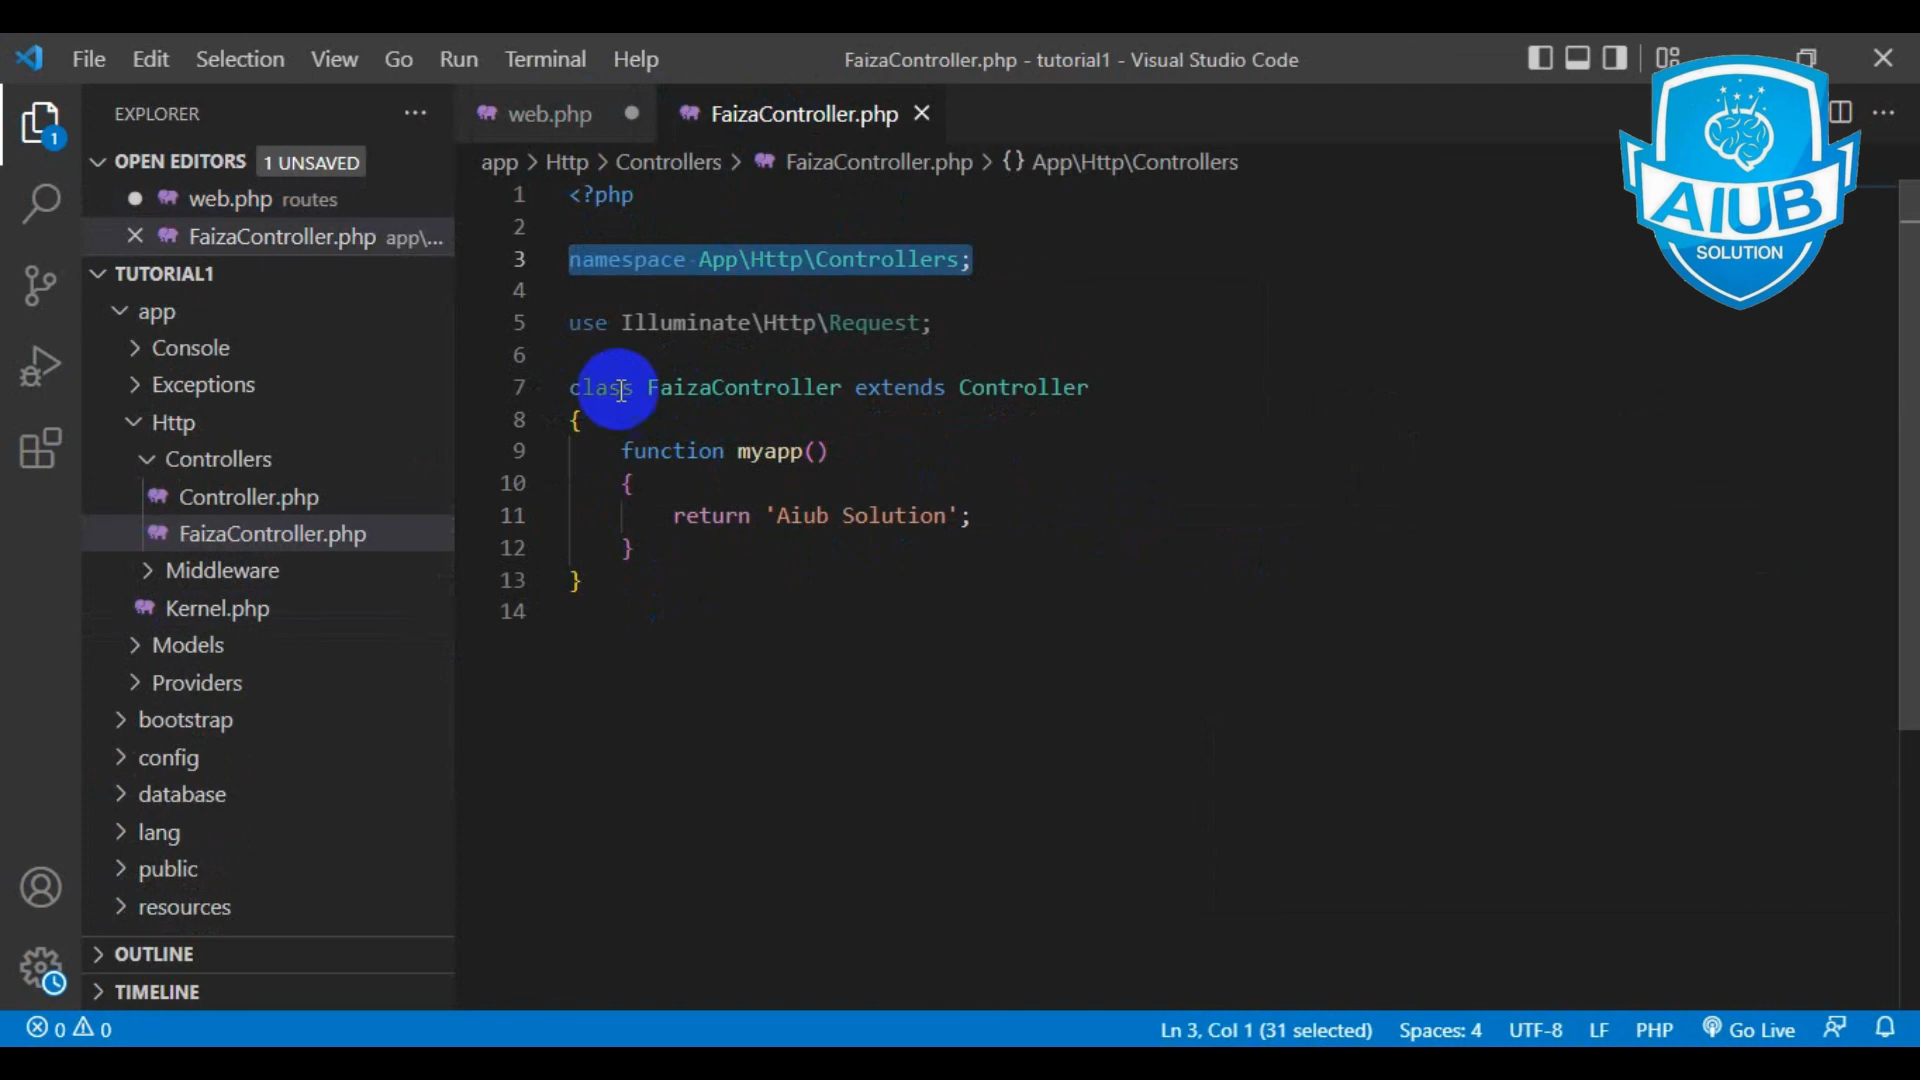 File Edit Selection View Go Run Terminal Help
FaizaController.php - tutorial1 - Visual Studio Code
EXPLORER
web.php
FaizaController.php
OPEN EDITORS 1 UNSAVED
web.php routes
FaizaController.php app\...
TUTORIAL1
app
Console
Exceptions
Http
Controllers
Controller.php
FaizaController.php
Middleware
Kernel.php
Models
Providers
bootstrap
config
database
lang
public
resources
OUTLINE
TIMELINE
1
app > Http > Controllers > FaizaController.php > {} App\Http\Controllers
1 <?php
2
3 namespace App\Http\Controllers;
4
5 use Illuminate\Http\Request;
6
7 class FaizaController extends Controller
8 {
9 function myapp()
10 {
11 return 'Aiub Solution';
12 }
13 }
14
AIUB
SOLUTION
0 0
Ln 3, Col 1 (31 selected) Spaces: 4 UTF-8 LF PHP Go Live